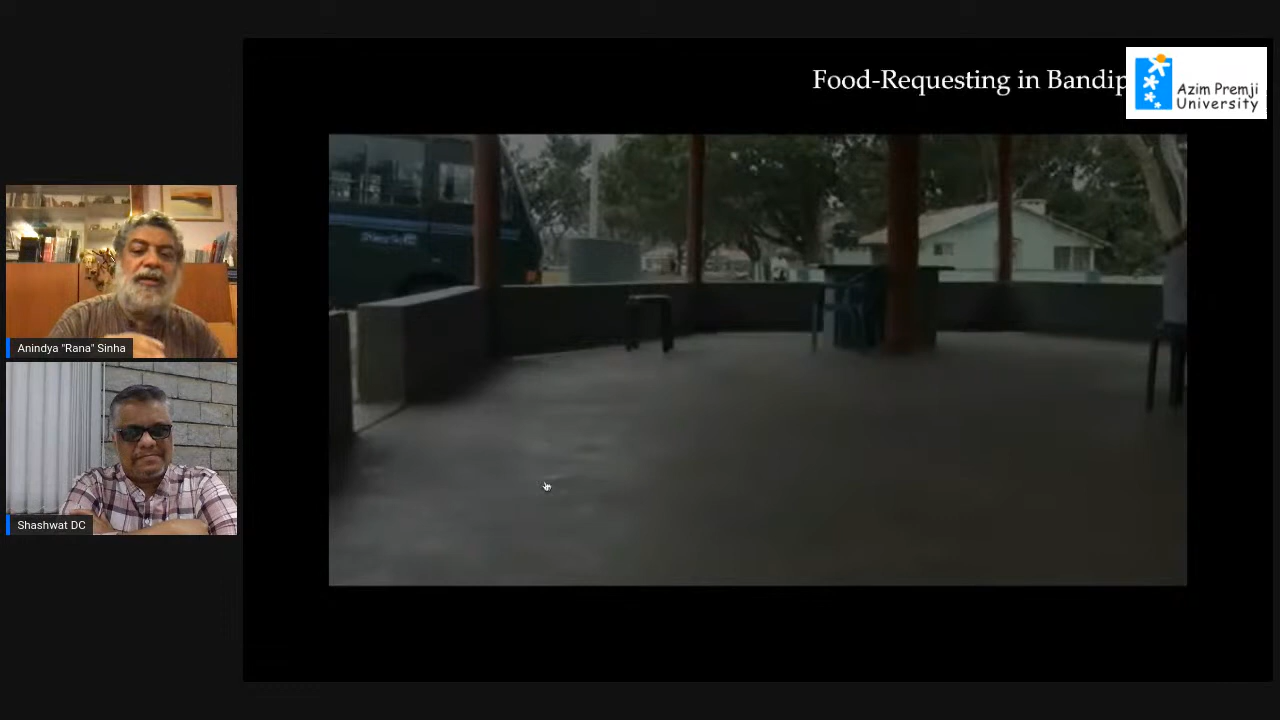 Food-Requesting in Bandip
Azim Premji
University
Anindya "Rana" Sinha
Shashwat DC